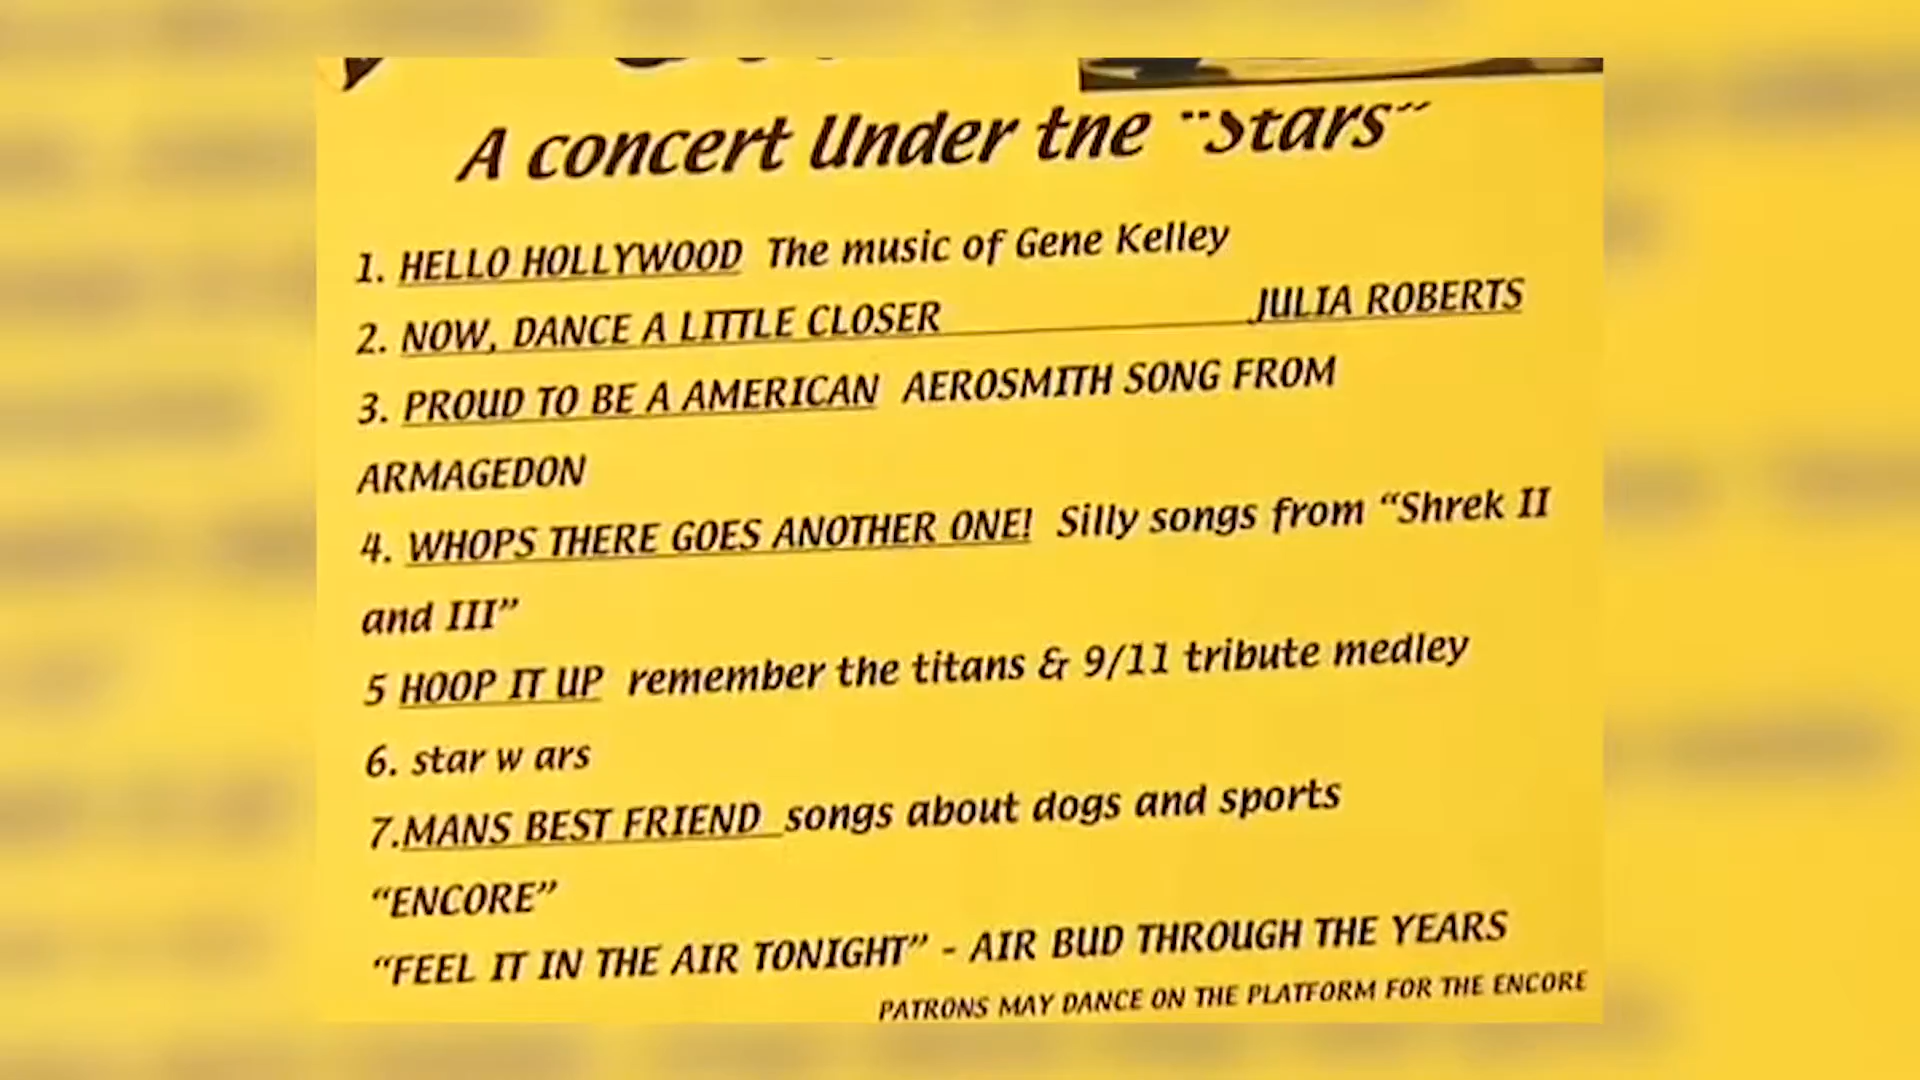 A concert Under the "Stars"
1. HELLO HOLLYWOOD The music of Gene Kelley
2. NOW, DANCE A LITTLE CLOSER JULIA ROBERTS
3. PROUD TO BE A AMERICAN AEROSMITH SONG FROM
ARMAGEDON
4. WHOPS THERE GOES ANOTHER ONE! Silly songs from “Shrek II
and III”
5 HOOP IT UP remember the titans & 9/11 tribute medley
6. star w ars
7.MANS BEST FRIEND songs about dogs and sports
“ENCORE”
“FEEL IT IN THE AIR TONIGHT” - AIR BUD THROUGH THE YEARS
PATRONS MAY DANCE ON THE PLATFORM FOR THE ENCORE